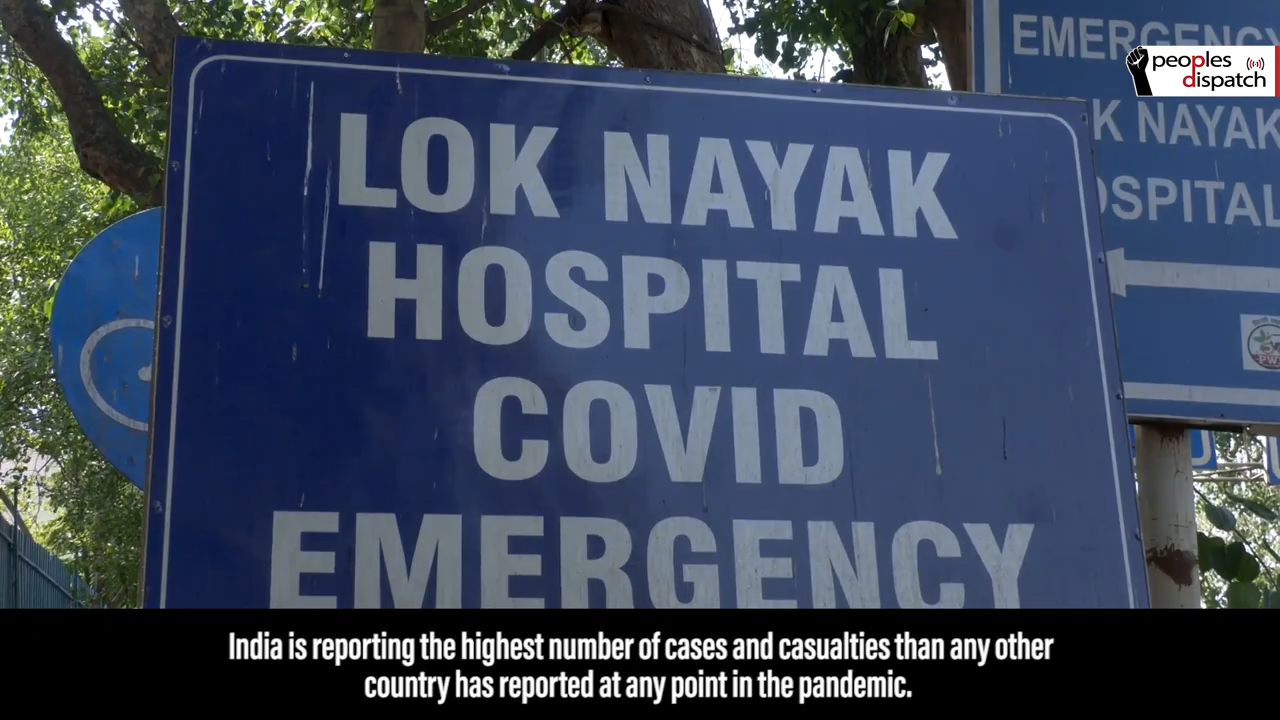 LOK NAYAK
HOSPITAL
COVID
EMERGENCY
EMERGENCY
K NAYAK
OSPITAL
peoples
dispatch
India is reporting the highest number of cases and casualties than any other
country has reported at any point in the pandemic.